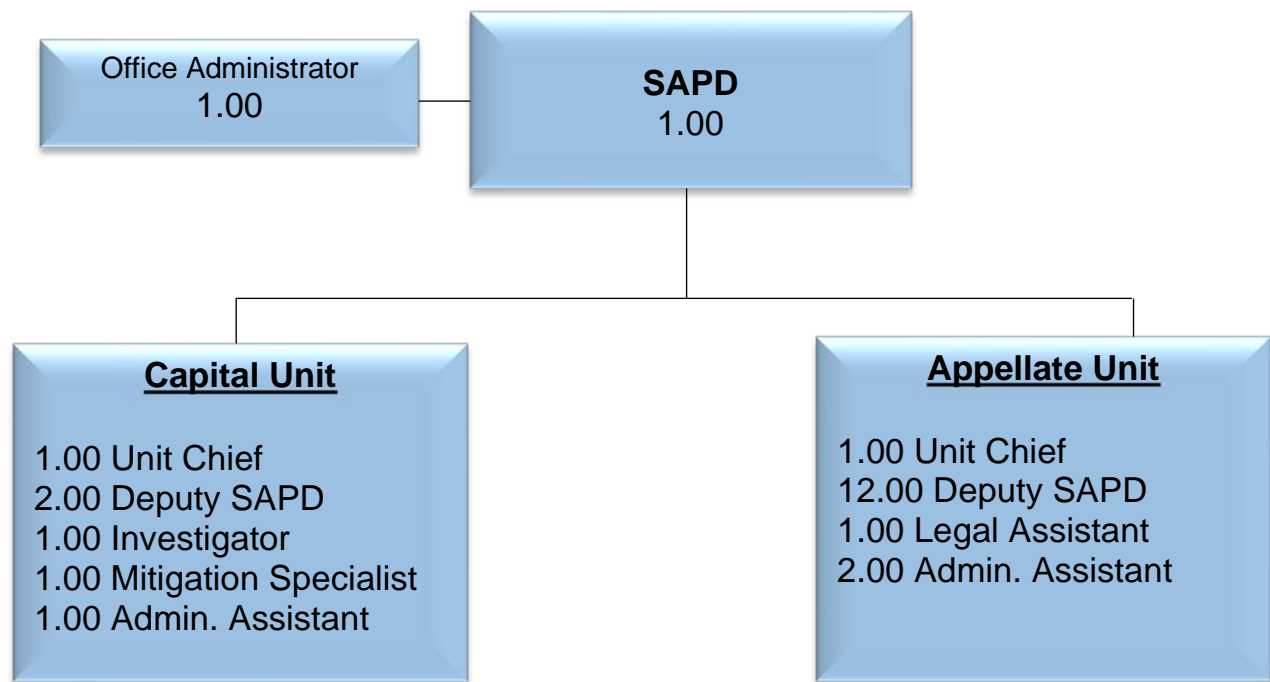 Office Administrator
1.00
SAPD
1.00
Capital Unit
1.00 Unit Chief
2.00 Deputy SAPD
1.00 Investigator
1.00 Mitigation Specialist
1.00 Admin. Assistant
Appellate Unit
1.00 Unit Chief
12.00 Deputy SAPD
1.00 Legal Assistant
2.00 Admin. Assistant